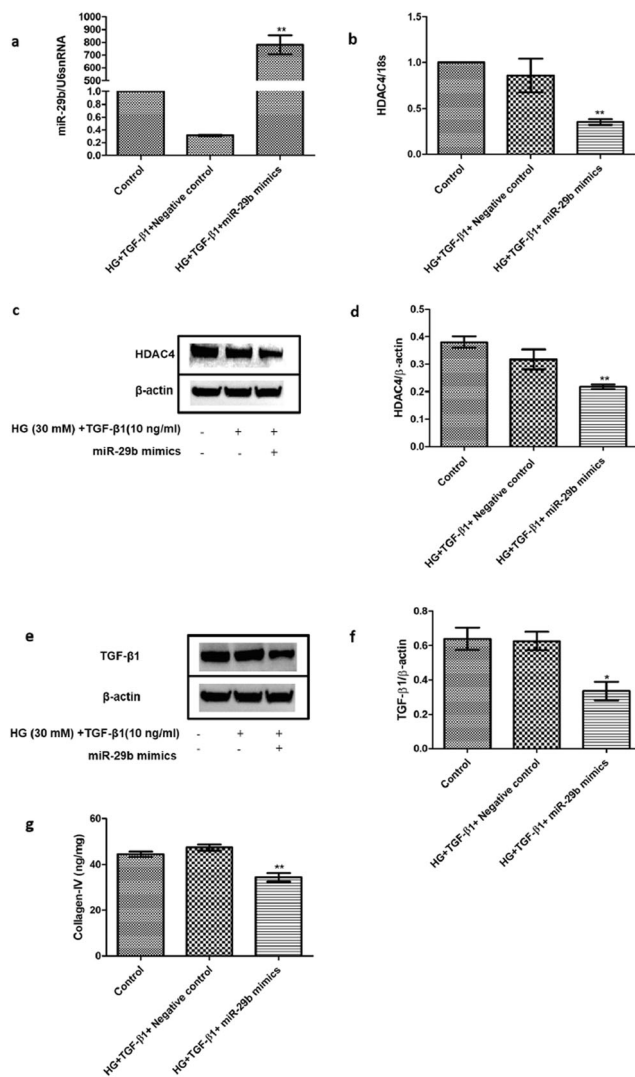 a
miR-29b/U6snRNA
1000
900
800
700
600
500
400
300
200
100
1.0
0.8
0.6
0.4
0.2
0.0
**
Control
HG+TGF-β1+Negative control
HG+TGF-β1+miR-29b mimics
b
HDAC4/18s
1.5
1.0
0.5
0.0
**
Control
HG+TGF-β1+Negative control
HG+TGF-β1+ miR-29b mimics
c
HDAC4
β-actin
HG (30 mM) +TGF-β1(10 ng/ml) - + +
miR-29b mimics - - +
d
HDAC4/β-actin
0.5
0.4
0.3
0.2
0.1
0.0
**
Control
HG+TGF-β1+ Negative control
HG+TGF-β1+ miR-29b mimics
e
TGF-β1
β-actin
HG (30 mM) +TGF-β1(10 ng/ml) - + +
miR-29b mimics - - +
f
TGF-β1/β-actin
0.8
0.6
0.4
0.2
0.0
*
Control
HG+TGF-β1+ Negative control
HG+TGF-β1+ miR-29b mimics
g
Collagen-IV (ng/mg)
60
40
20
0
**
Control
HG+TGF-β1+ Negative control
HG+TGF-β1+ miR-29b mimics